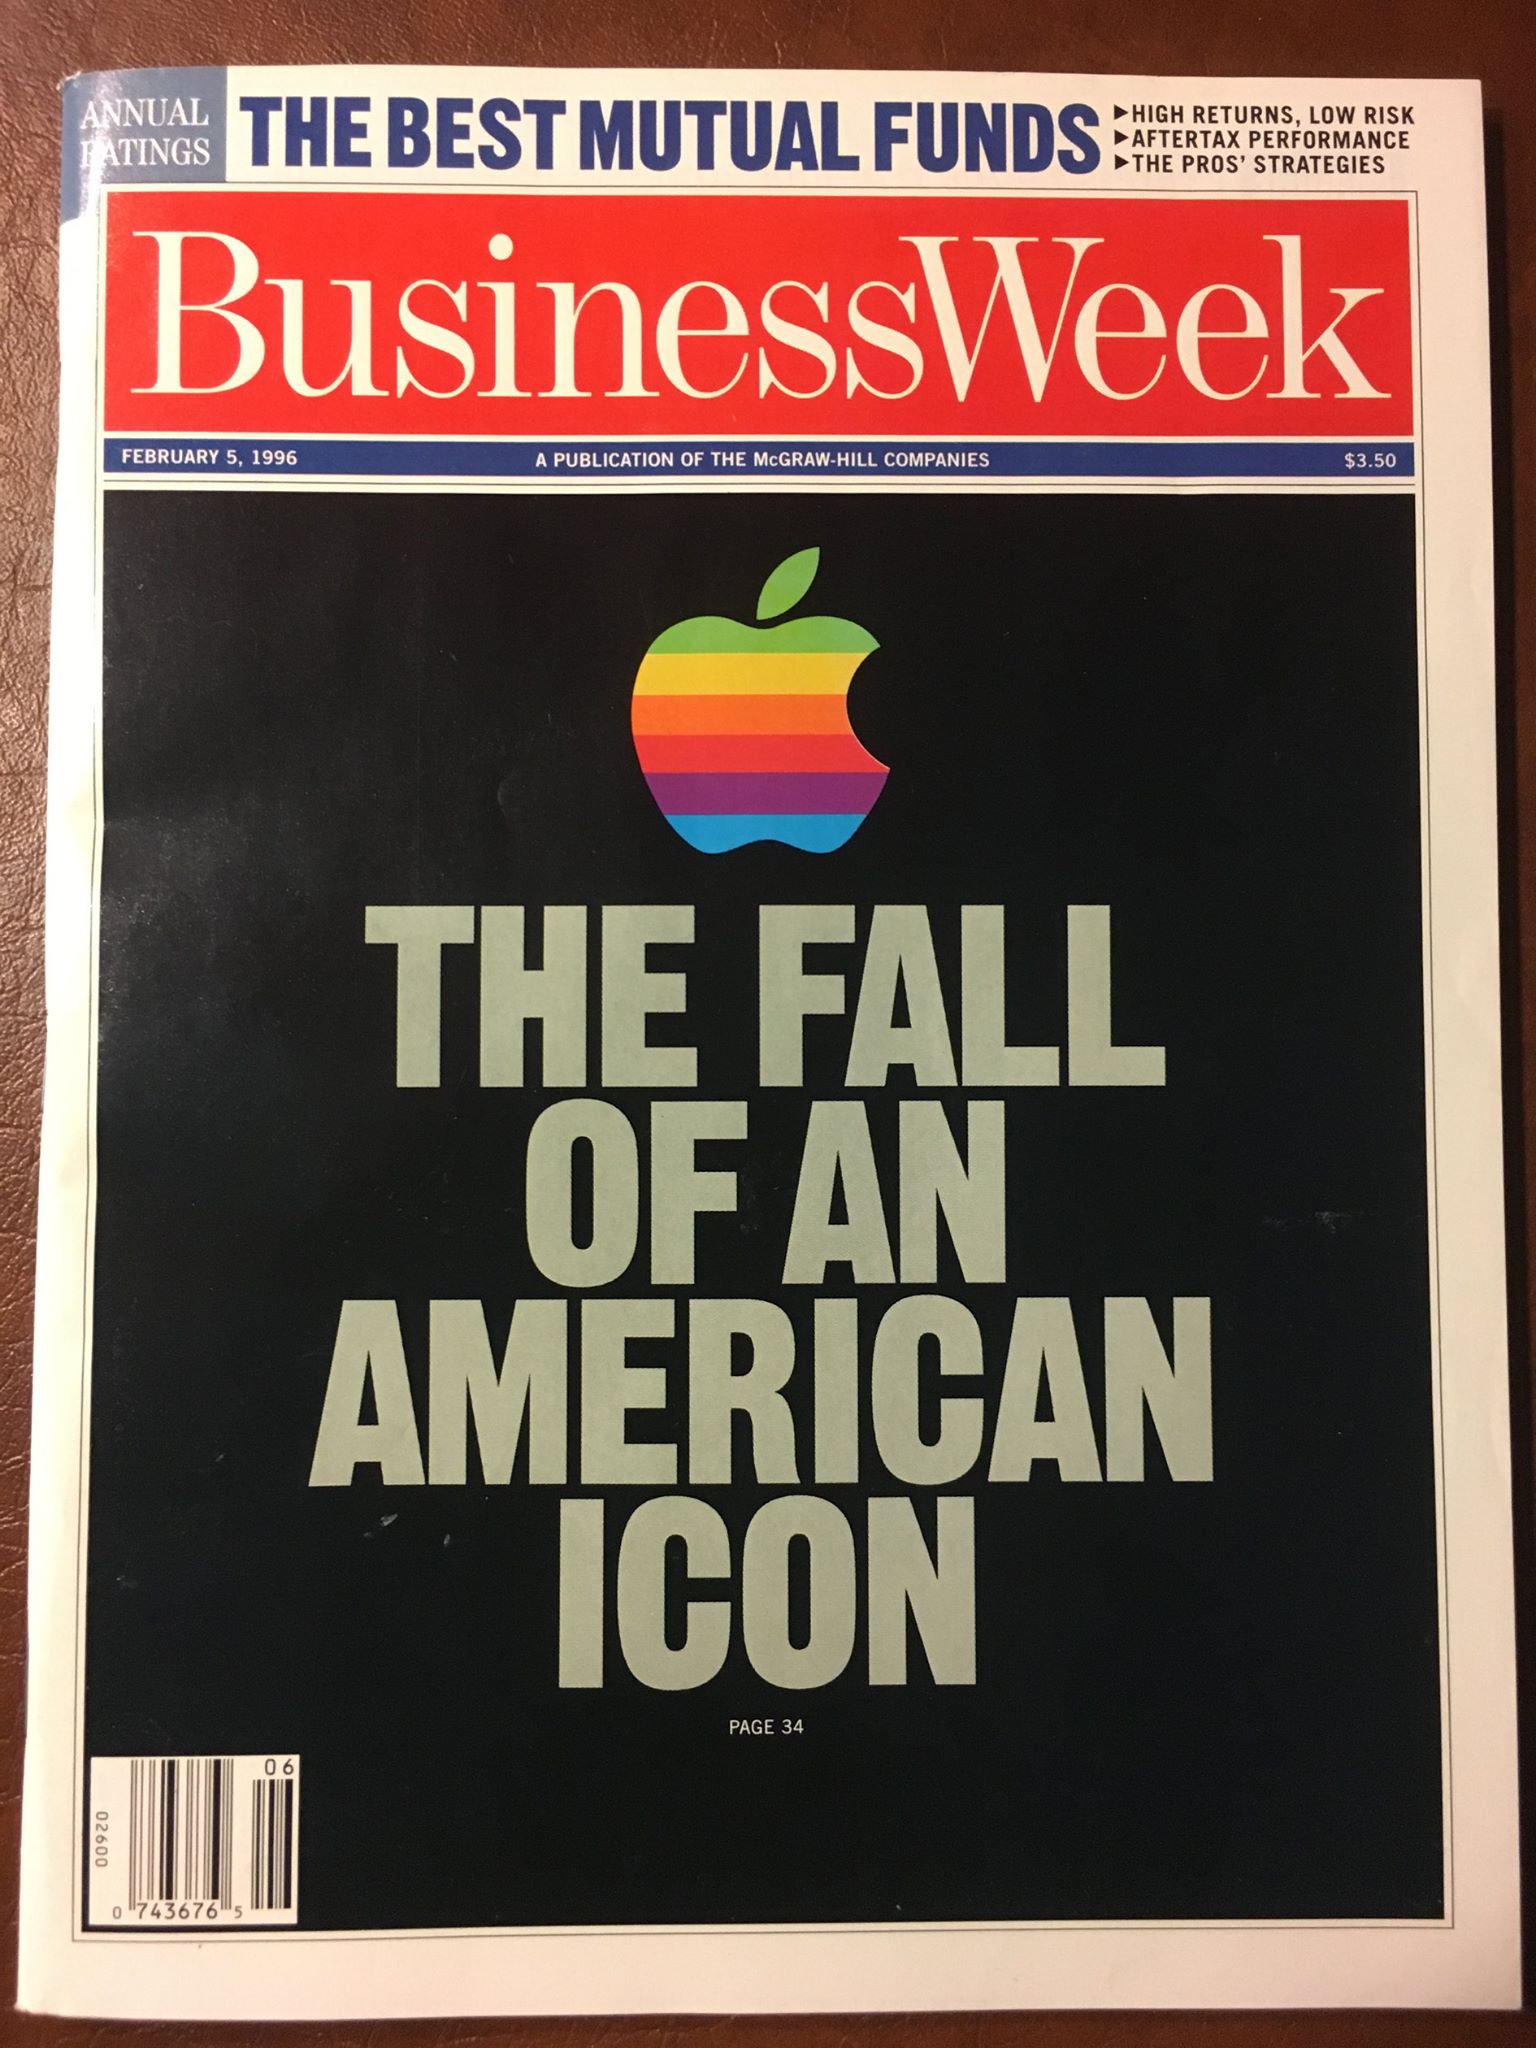 ANNUAL
RATINGS
THE BEST MUTUAL FUNDS
▶HIGH RETURNS, LOW RISK
▶AFTERTAX PERFORMANCE
▶THE PROS' STRATEGIES
BusinessWeek
FEBRUARY 5, 1996
A PUBLICATION OF THE McGRAW-HILL COMPANIES
$3.50
THE FALL
OF AN
AMERICAN
ICON
PAGE 34
06
00620
0 743676 5